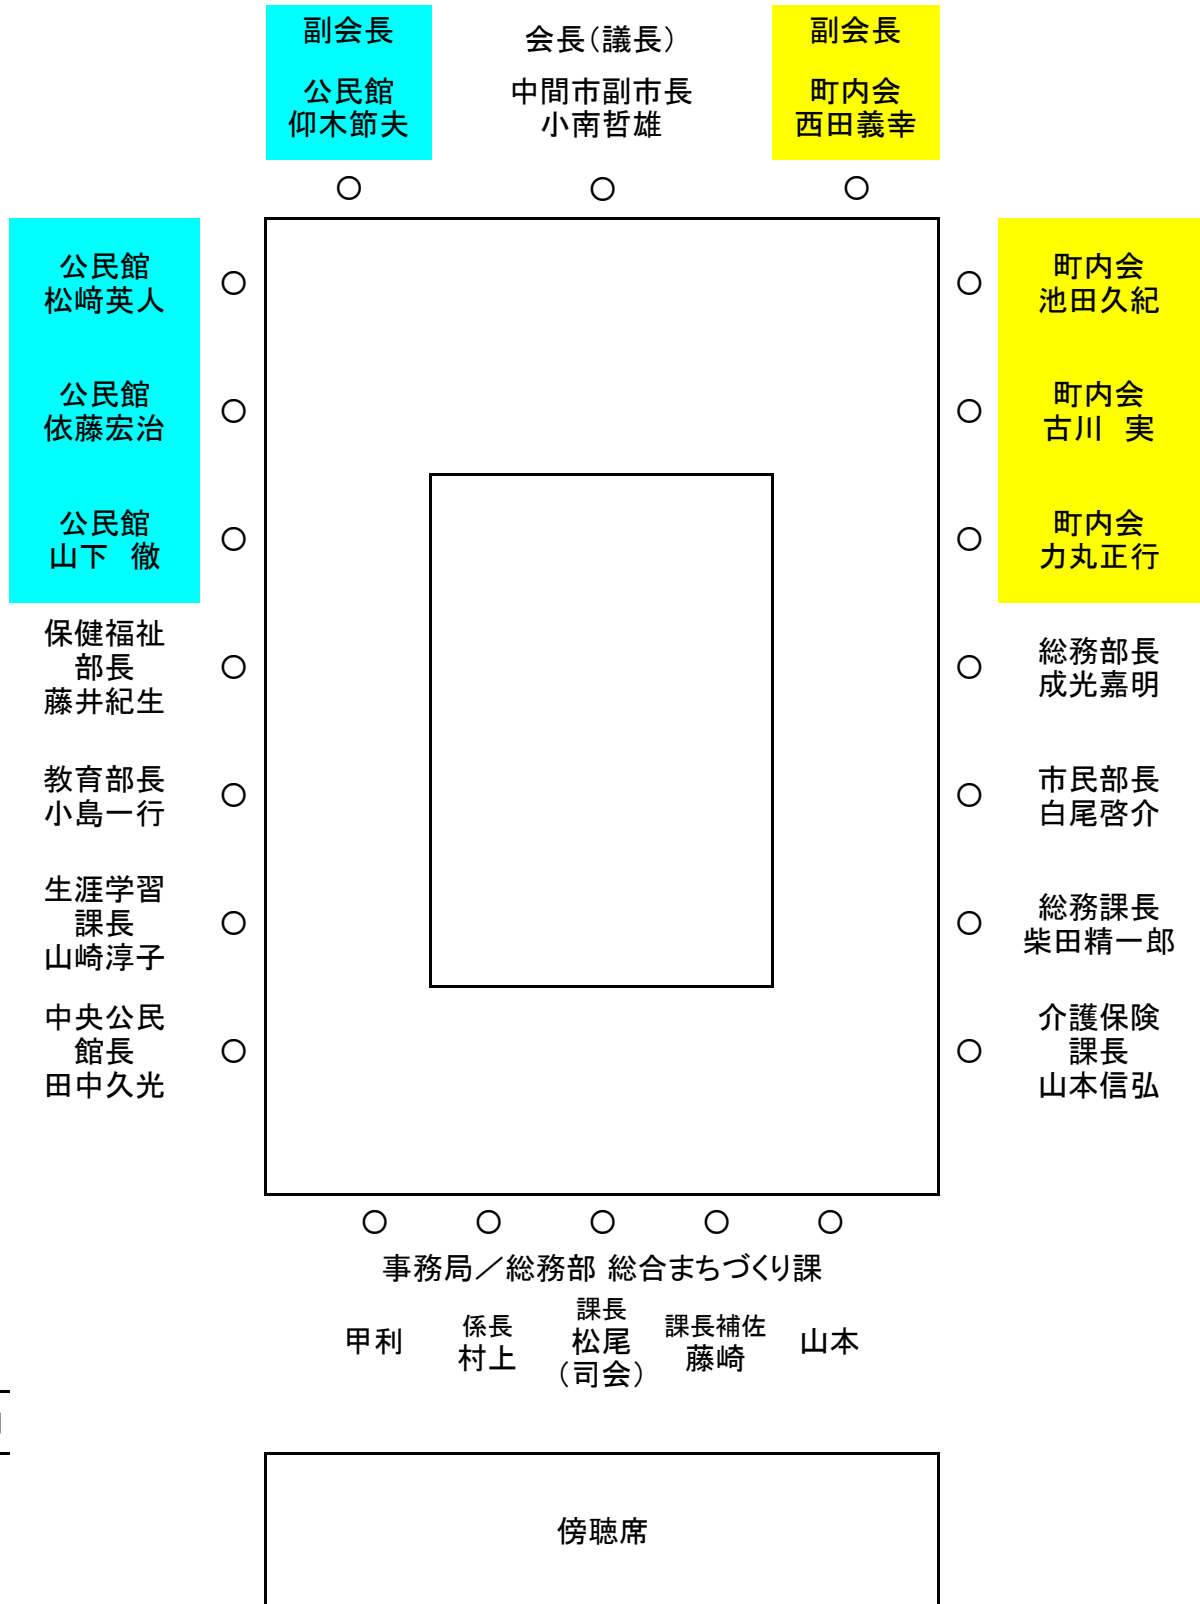 副会長
公民館
仰木節夫
会長（議長）
中間市副市長
小南哲雄
副会長
町内会
西田義幸
公民館
松﨑英人
公民館
依藤宏治
公民館
山下　徹
保健福祉
部長
藤井紀生
教育部長
小島一行
生涯学習
課長
山崎淳子
中央公民
館長
田中久光
町内会
池田久紀
町内会
古川　実
町内会
力丸正行
総務部長
成光嘉明
市民部長
白尾啓介
総務課長
柴田精一郎
介護保険
課長
山本信弘
事務局／総務部 総合まちづくり課
甲利
係長
村上
課長
松尾
（司会）
課長補佐
藤崎
山本
傍聴席